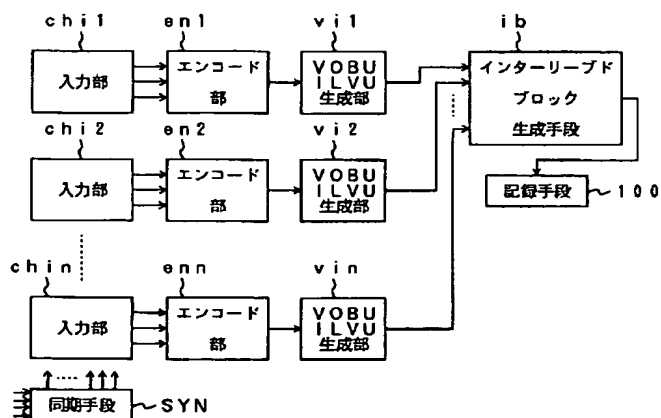 chi1 en1 vi1 ib
入力部 エンコード部 VOBU ILVU 生成部 インターリーブド ブロック 生成手段
chi2 en2 vi2
入力部 エンコード部 VOBU ILVU 生成部 記録手段 100
chin enn vin
入力部 エンコード部 VOBU ILVU 生成部
同期手段 SYN